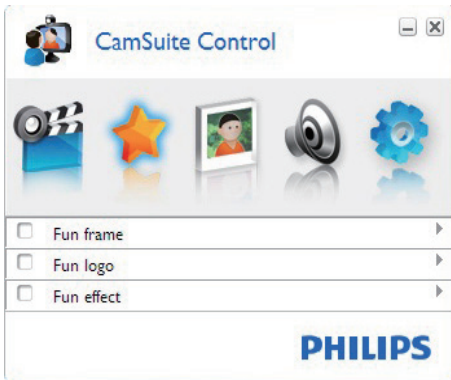 CamSuite Control
Fun frame
Fun logo
Fun effect
PHILIPS